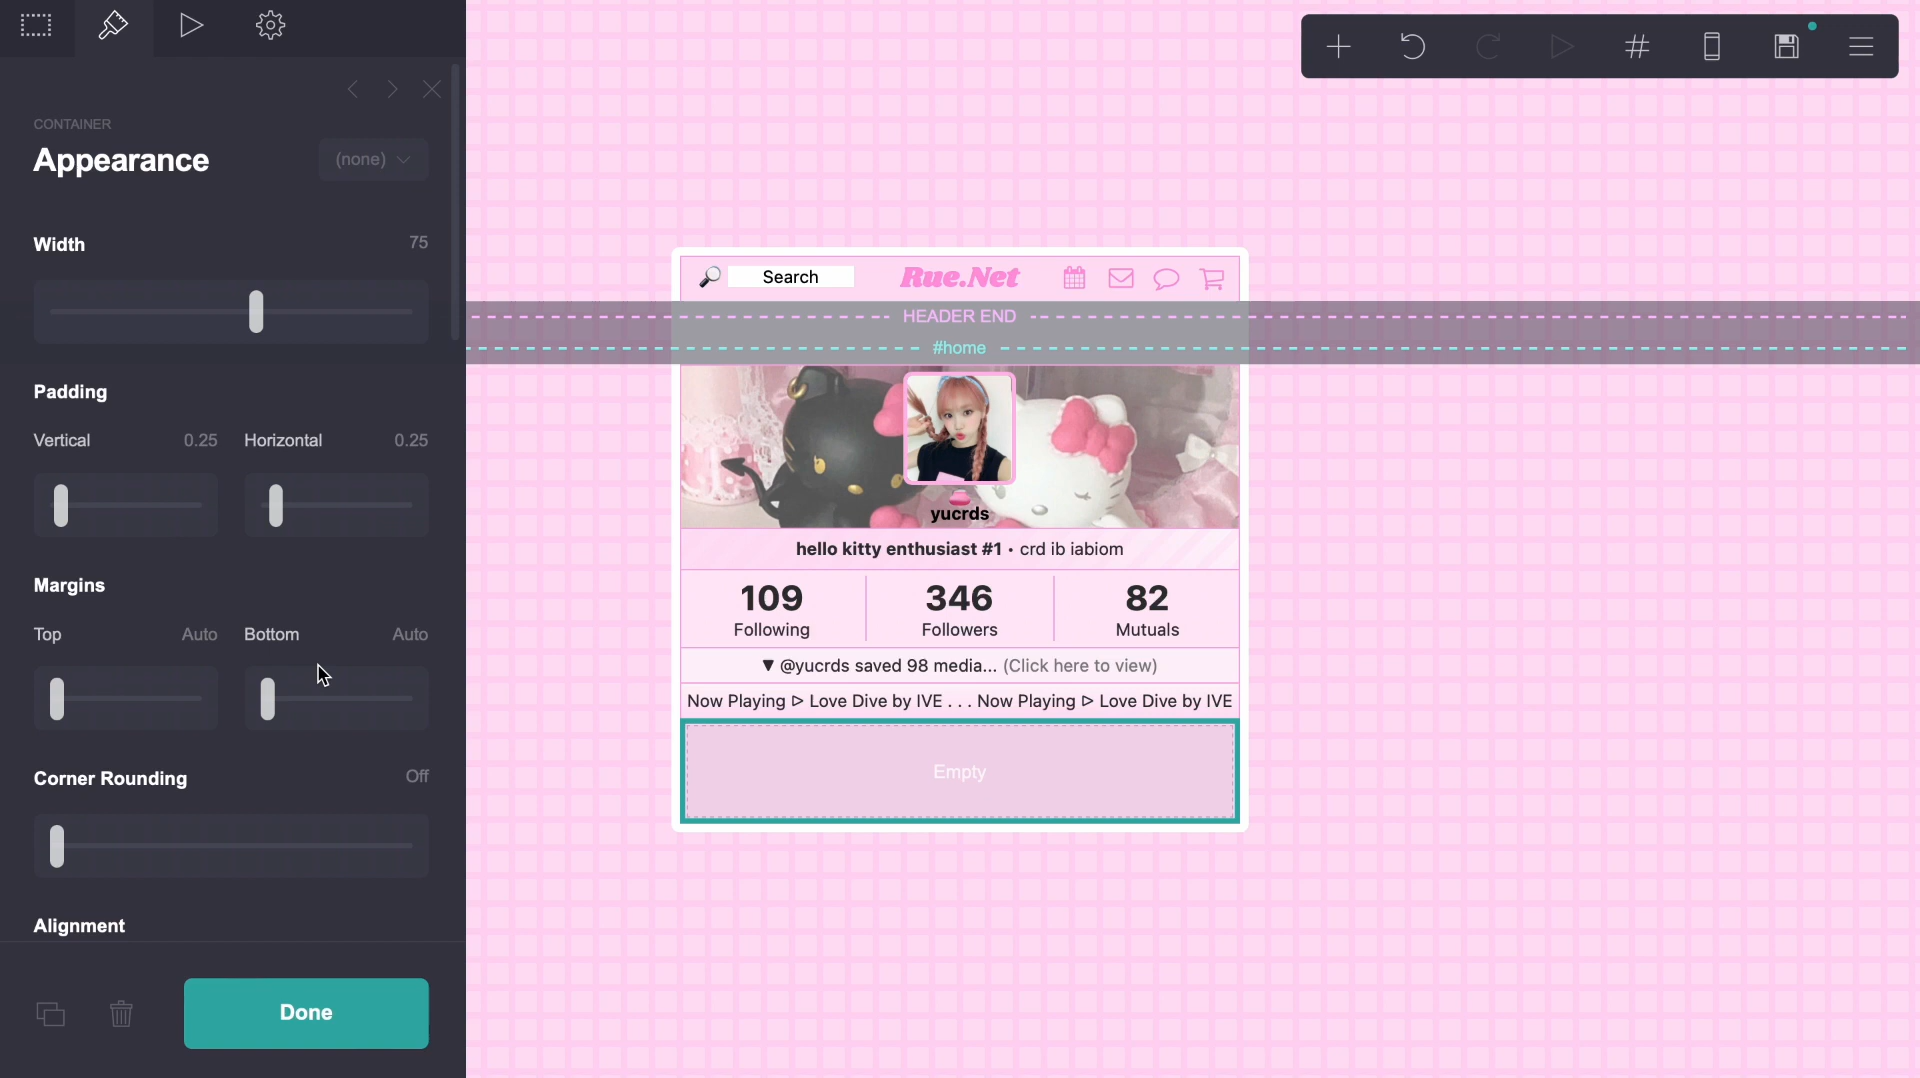 CONTAINER
Appearance
(none)
Width 75
Padding
Vertical 0.25 Horizontal 0.25
Margins
Top Auto Bottom Auto
Corner Rounding Off
Alignment
Done
Search Rue.Net
HEADER END
#home
yucrds
hello kitty enthusiast #1 • crd ib iabiom
109 346 82
Following Followers Mutuals
▼ @yucrds saved 98 media... (Click here to view)
Now Playing ▷ Love Dive by IVE . . . Now Playing ▷ Love Dive by IVE
Empty